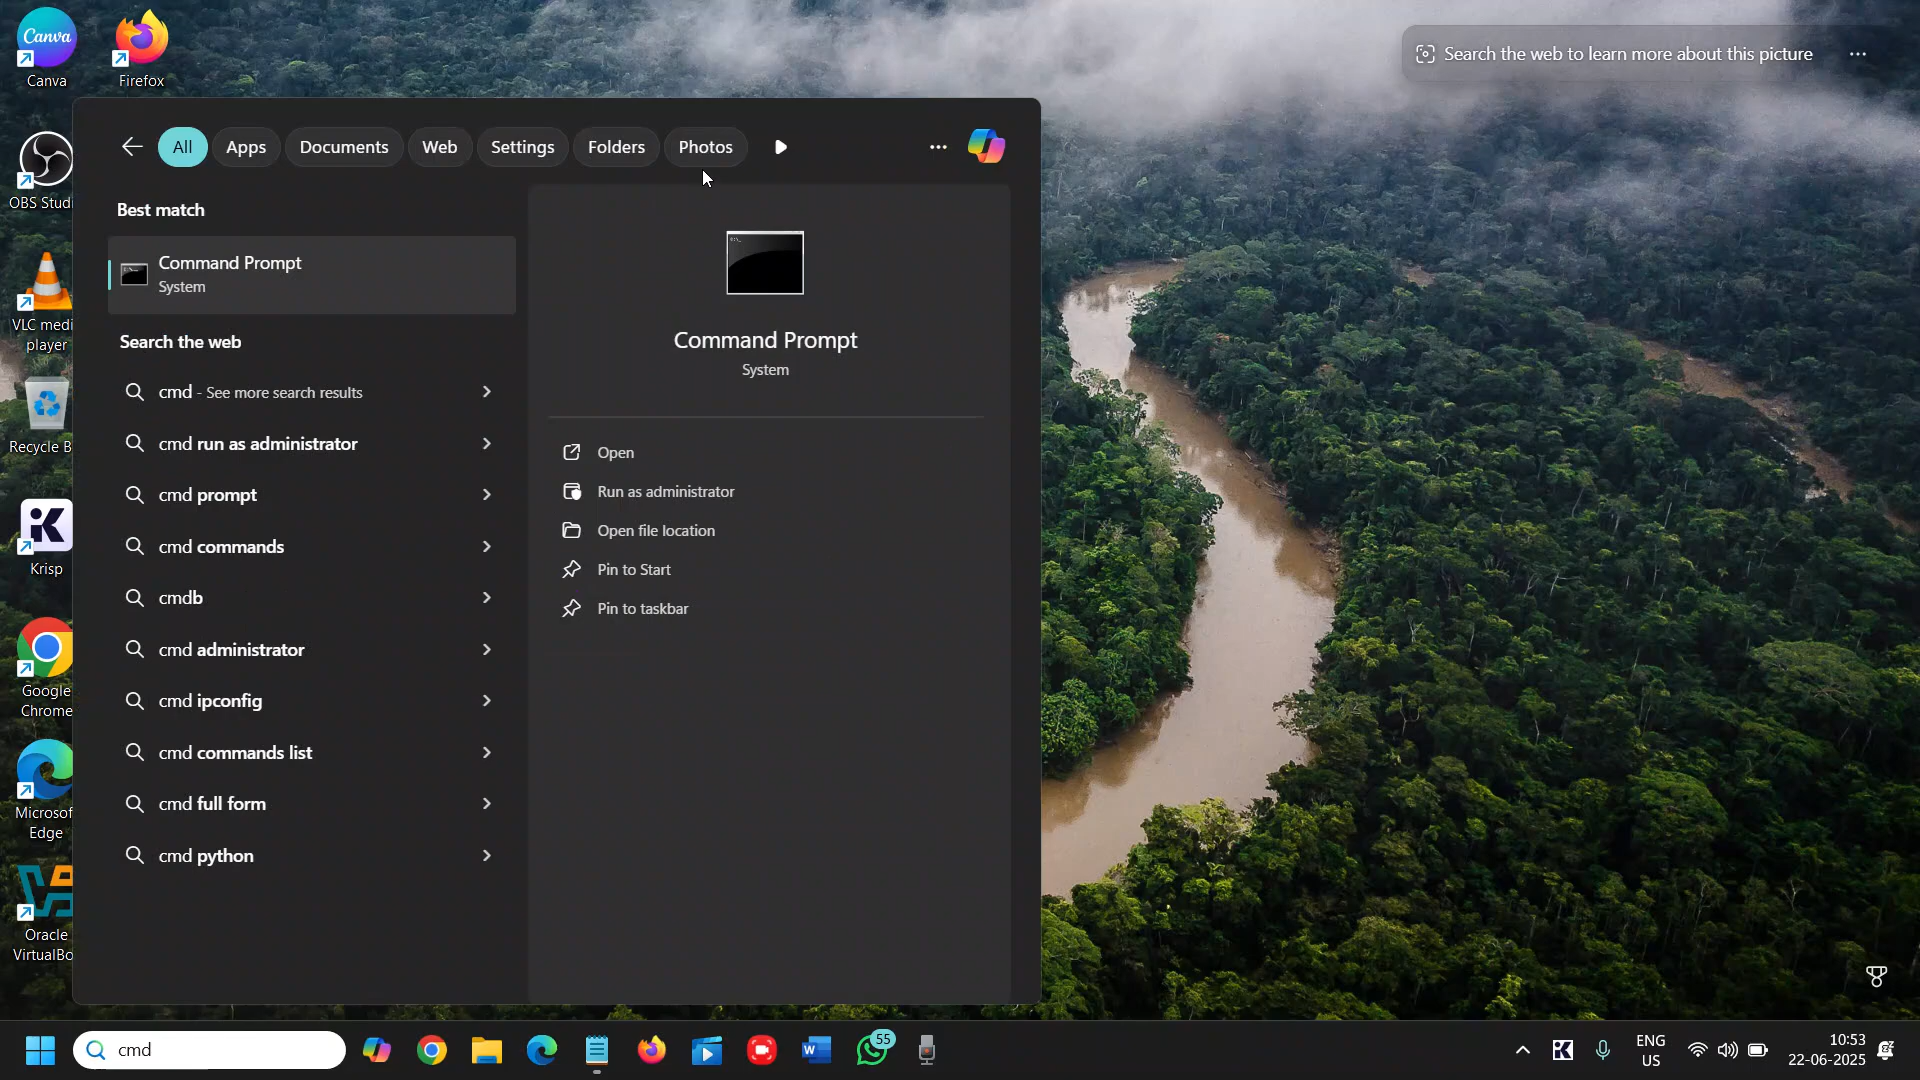 Canva
Canva
Firefox
Search the web to learn more about this picture
All
Apps
Documents
Web
Settings
Folders
Photos
OBS Studi
Best match
Command Prompt
System
Command Prompt
System
VLC medi
player
Search the web
cmd - See more search results
cmd run as administrator
cmd prompt
cmd commands
cmdb
cmd administrator
cmd ipconfig
cmd commands list
cmd full form
cmd python
Open
Run as administrator
Open file location
Pin to Start
Pin to taskbar
Recycle B
Krisp
Google
Chrome
Microsof
Edge
Oracle
VirtualBo
cmd
W
55
ENG
US
10:53
22-06-2025